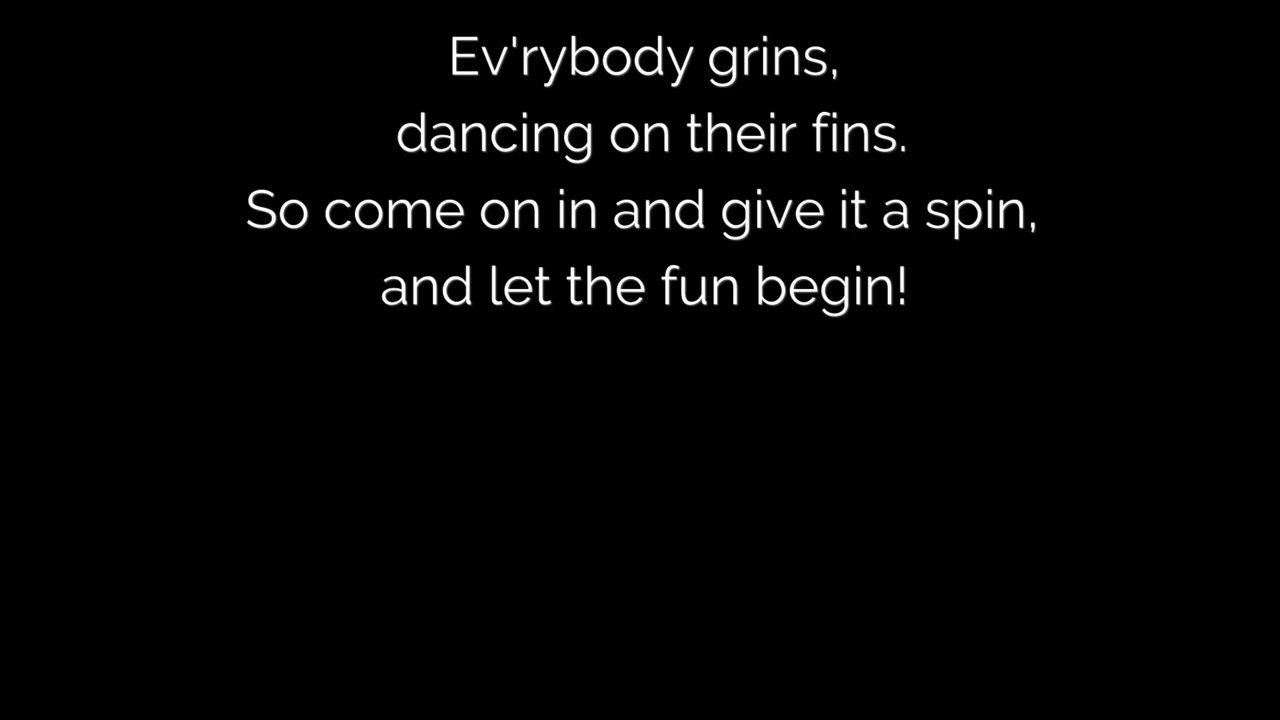 Ev'rybody grins,
dancing on their fins.
So come on in and give it a spin,
and let the fun begin!